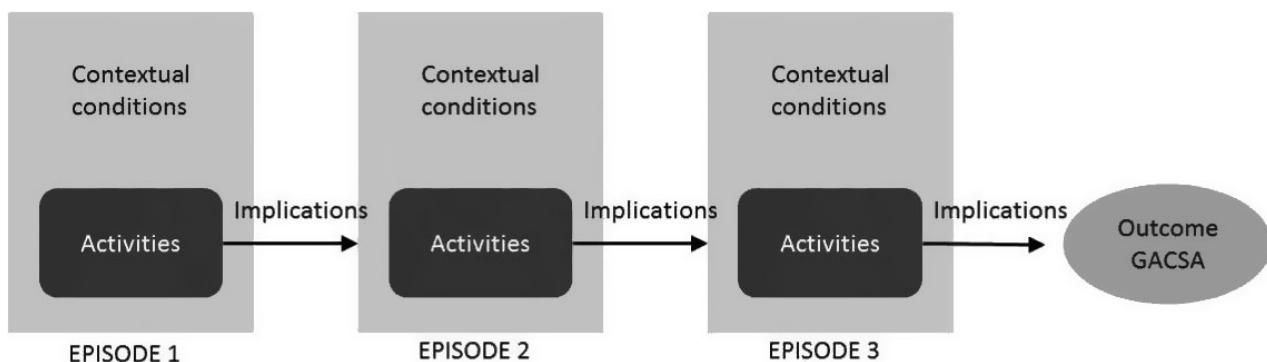 Contextual
conditions
Contextual
conditions
Contextual
conditions
Activities
Implications
Activities
Implications
Activities
Implications
Outcome
GACSA
EPISODE 1
EPISODE 2
EPISODE 3